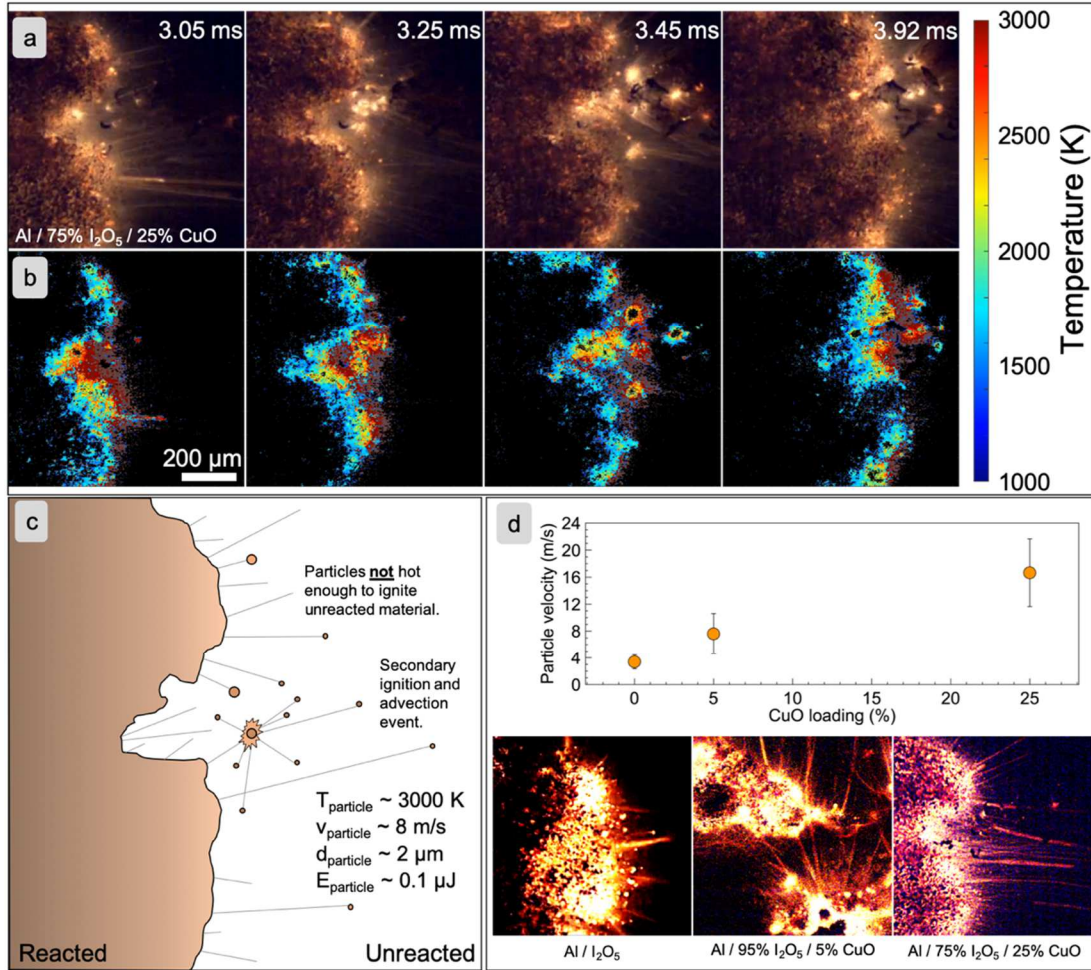 a
3.05 ms
3.25 ms
3.45 ms
3.92 ms
Al / 75% I₂O₅ / 25% CuO
b
200 μm
3000
2500
2000
1500
1000
Temperature (K)
c
Particles not hot
enough to ignite
unreacted material.
Secondary
ignition and
advection
event.
T_particle ~ 3000 K
v_particle ~ 8 m/s
d_particle ~ 2 μm
E_particle ~ 0.1 μJ
Reacted
Unreacted
d
Particle velocity (m/s)
24
20
16
12
8
4
0
0
5
10
15
20
25
CuO loading (%)
Al / I₂O₅
Al / 95% I₂O₅ / 5% CuO
Al / 75% I₂O₅ / 25% CuO